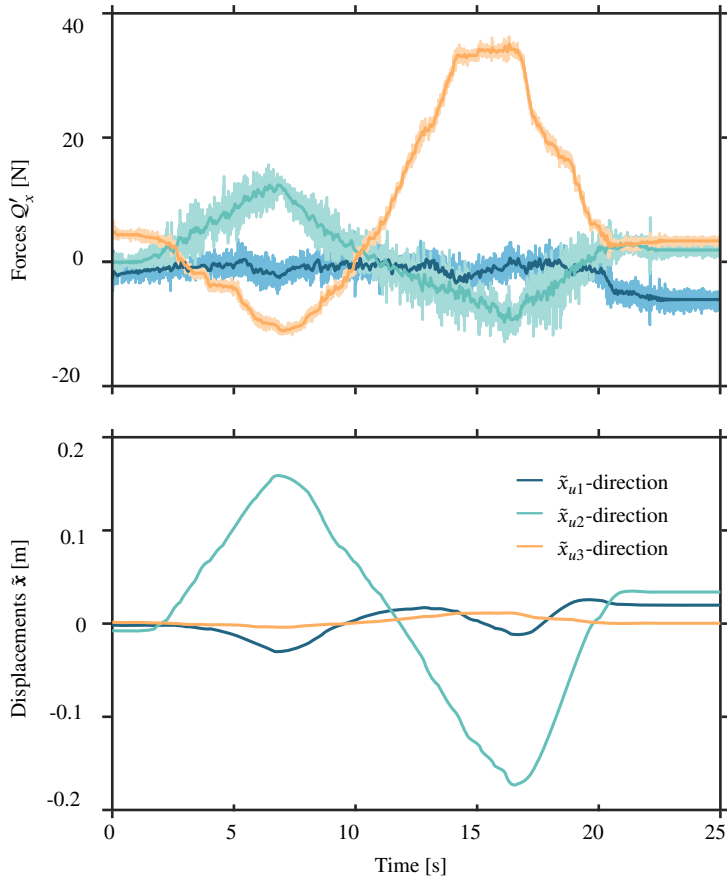 40
20
0
-20
Forces Q′ₓ [N]
0.2
0.1
0
-0.1
-0.2
Displacements x̃ [m]
x̃ᵤ₁-direction
x̃ᵤ₂-direction
x̃ᵤ₃-direction
0 5 10 15 20 25
Time [s]